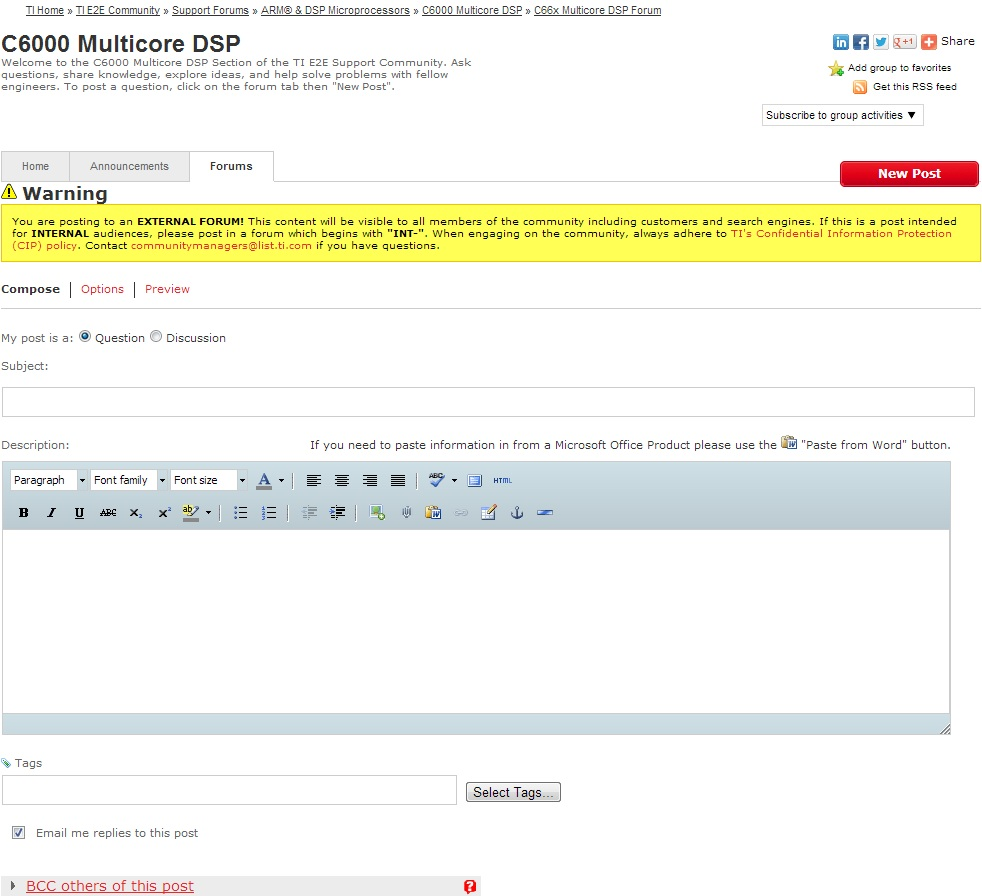 TI Home » TI E2E Community » Support Forums » ARM® & DSP Microprocessors » C6000 Multicore DSP » C66x Multicore DSP Forum
C6000 Multicore DSP
Welcome to the C6000 Multicore DSP Section of the TI E2E Support Community. Ask
questions, share knowledge, explore ideas, and help solve problems with fellow
engineers. To post a question, click on the forum tab then "New Post".
in f g +1 + Share
Add group to favorites
Get this RSS feed
Subscribe to group activities ▼
Home Announcements Forums
New Post
! Warning
You are posting to an EXTERNAL FORUM! This content will be visible to all members of the community including customers and search engines. If this is a post intended
for INTERNAL audiences, please post in a forum which begins with "INT-". When engaging on the community, always adhere to TI's Confidential Information Protection
(CIP) policy. Contact communitymanagers@list.ti.com if you have questions.
Compose | Options | Preview
My post is a: Question Discussion
Subject:
Description: If you need to paste information in from a Microsoft Office Product please use the "Paste from Word" button.
Paragraph Font family Font size A ABC HTML
B I U ABC X₂ X² ab
Tags
Select Tags...
Email me replies to this post
BCC others of this post ?